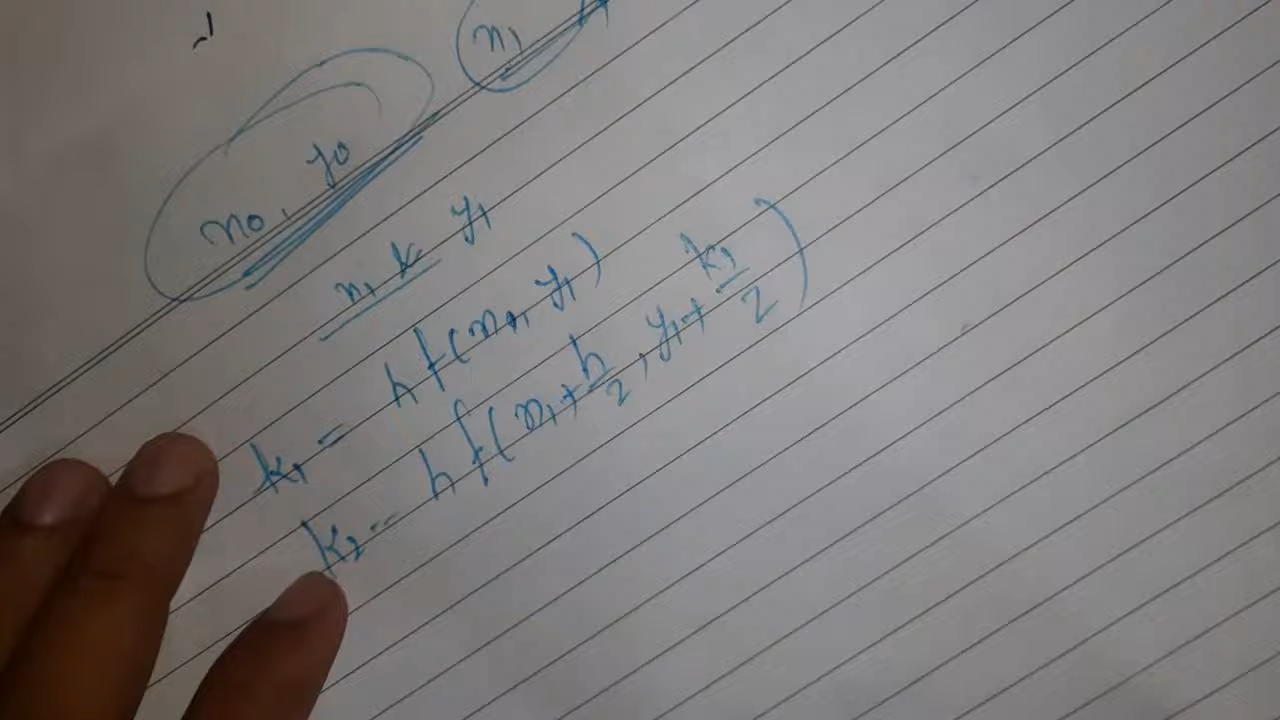 x1
x0, y0
x1 & y1
k1 = h f(x1, y1)
k2 = h f(x1 + h/2, y1 + k1/2)